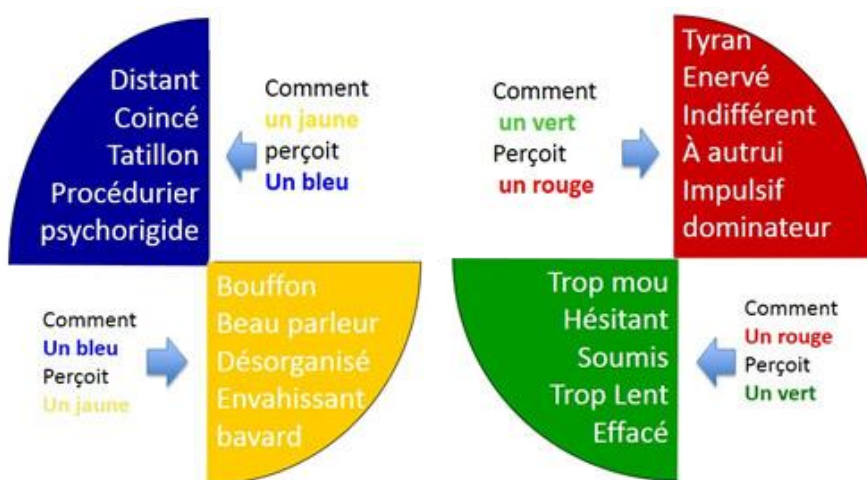 Distant
Coincé
Tatillon
Procédurier
psychorigide
Comment
un jaune
perçoit
Un bleu
Comment
un vert
Perçoit
un rouge
Tyran
Enervé
Indifférent
À autrui
Impulsif
dominateur
Comment
Un bleu
Perçoit
Un jaune
Bouffon
Beau parleur
Désorganisé
Envahissant
bavard
Trop mou
Hésitant
Soumis
Trop Lent
Effacé
Comment
Un rouge
Perçoit
Un vert